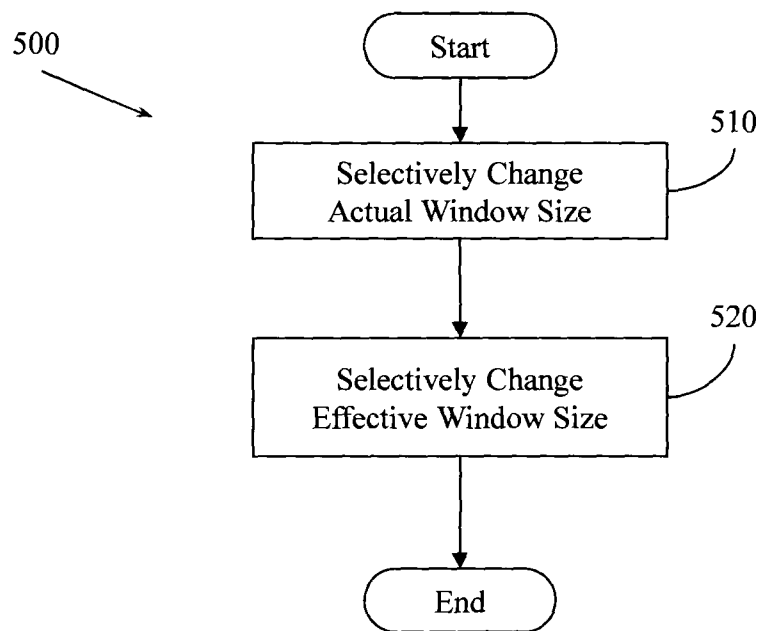 500
Start
510
Selectively Change
Actual Window Size
520
Selectively Change
Effective Window Size
End